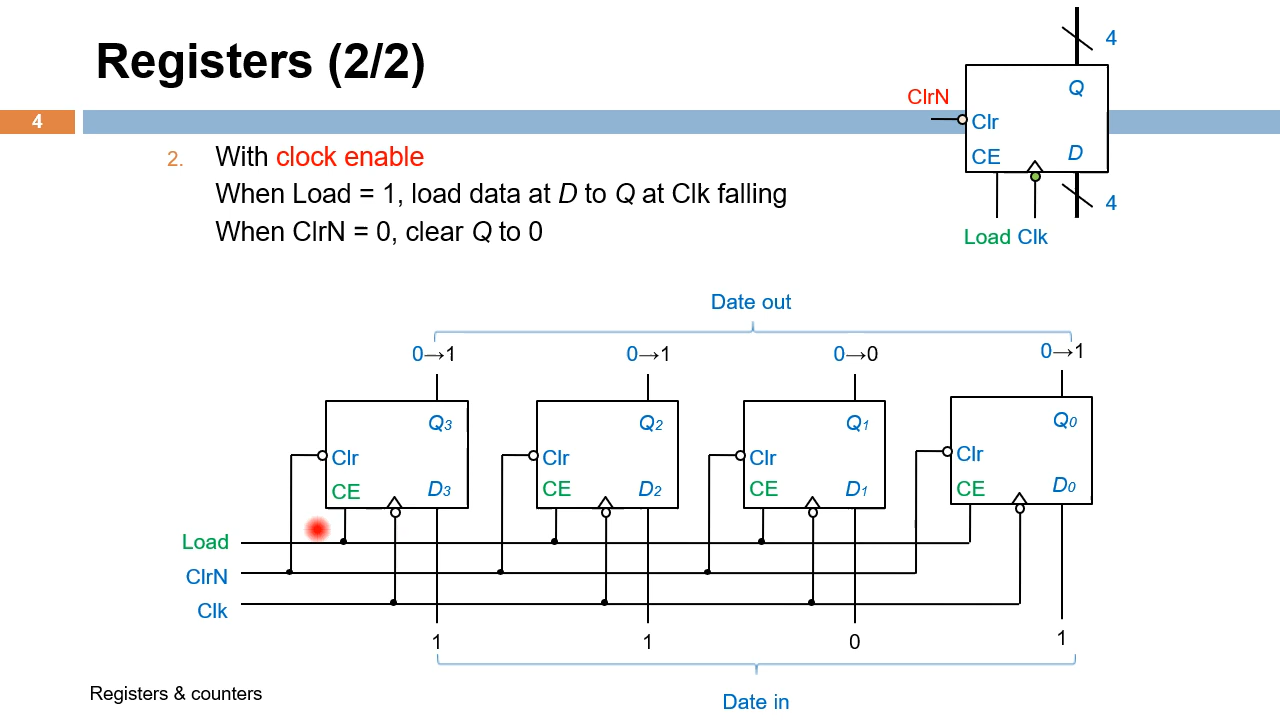 Registers (2/2)
4
4
ClrN
Q
Clr
CE
D
4
Load Clk
2. With clock enable
When Load = 1, load data at D to Q at Clk falling
When ClrN = 0, clear Q to 0
Date out
0→1 0→1 0→0 0→1
Q3 Q2 Q1 Q0
Clr Clr Clr Clr
CE D3 CE D2 CE D1 CE D0
Load
ClrN
Clk
1 1 0 1
Date in
Registers & counters